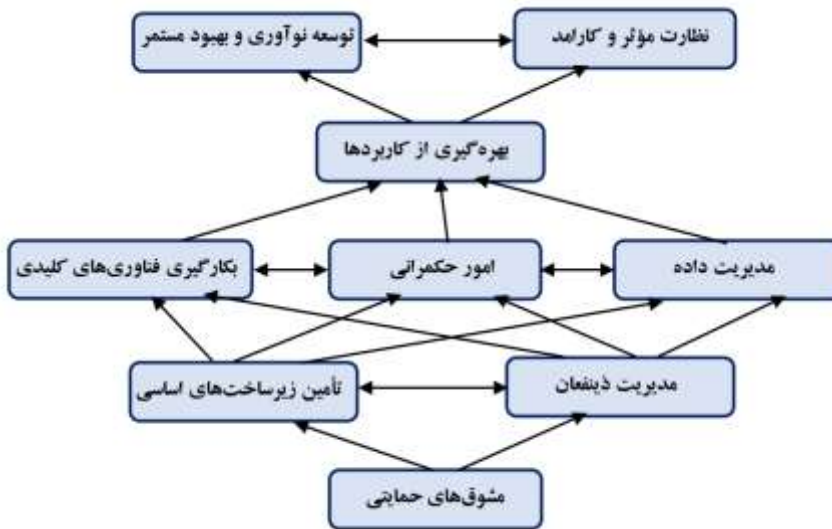 نظارت مؤثر و کارامد
توسعه نوآوری و بهبود مستمر
بهره‌گیری از کاربردها
مدیریت داده
امور حکمرانی
بکارگیری فناوری‌های کلیدی
مدیریت ذینفعان
تأمین زیرساخت‌های اساسی
مشوق‌های حمایتی